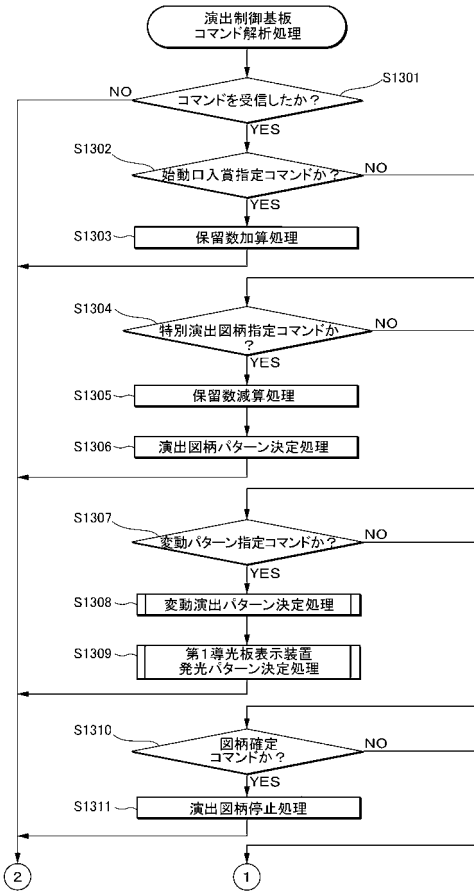 演出制御基板
コマンド解析処理
S1301
コマンドを受信したか？
NO
YES
S1302
始動口入賞指定コマンドか？
NO
YES
S1303
保留数加算処理
S1304
特別演出図柄指定コマンドか
？
NO
YES
S1305
保留数減算処理
S1306
演出図柄パターン決定処理
S1307
変動パターン指定コマンドか？
NO
YES
S1308
変動演出パターン決定処理
S1309
第1導光板表示装置
発光パターン決定処理
S1310
図柄確定
コマンドか？
NO
YES
S1311
演出図柄停止処理
2
1